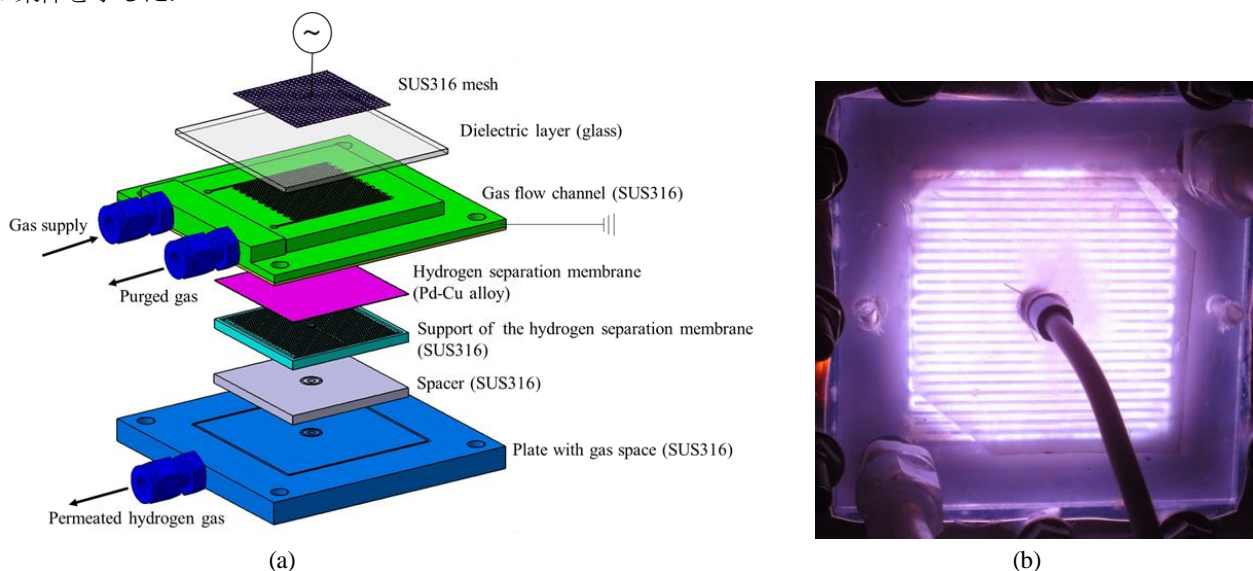 ~
SUS316 mesh
Dielectric layer (glass)
Gas flow channel (SUS316)
Gas supply
Purged gas
Hydrogen separation membrane
(Pd-Cu alloy)
Support of the hydrogen separation membrane
(SUS316)
Spacer (SUS316)
Plate with gas space (SUS316)
Permeated hydrogen gas
(a)
(b)